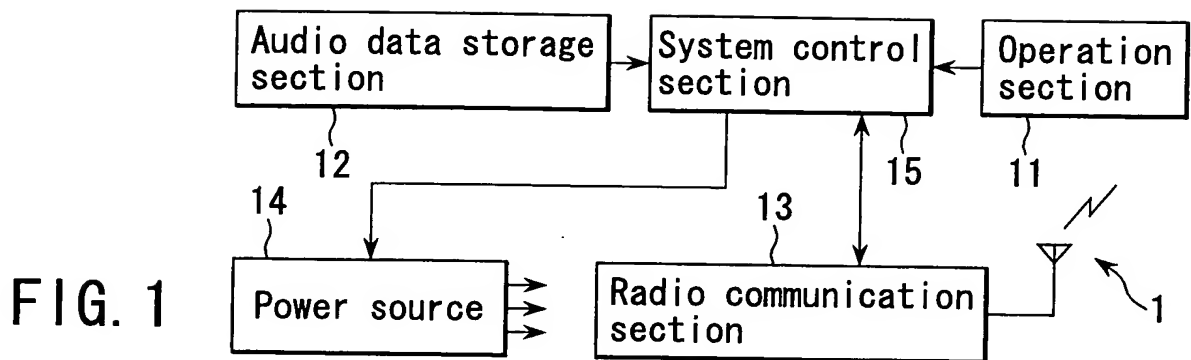 Audio data storage
section
System control
section
Operation
section
12
15
11
14
13
FIG. 1
Power source
Radio communication
section
1